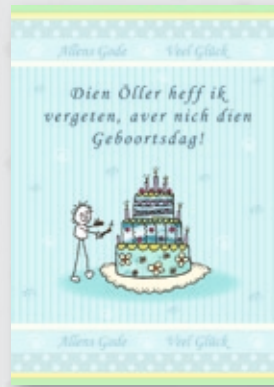 Allens Gode Veel Glück
Dien Öller heff ik
vergeten, aver nich dien
Geboortsdag!
Allens Gode Veel Glück